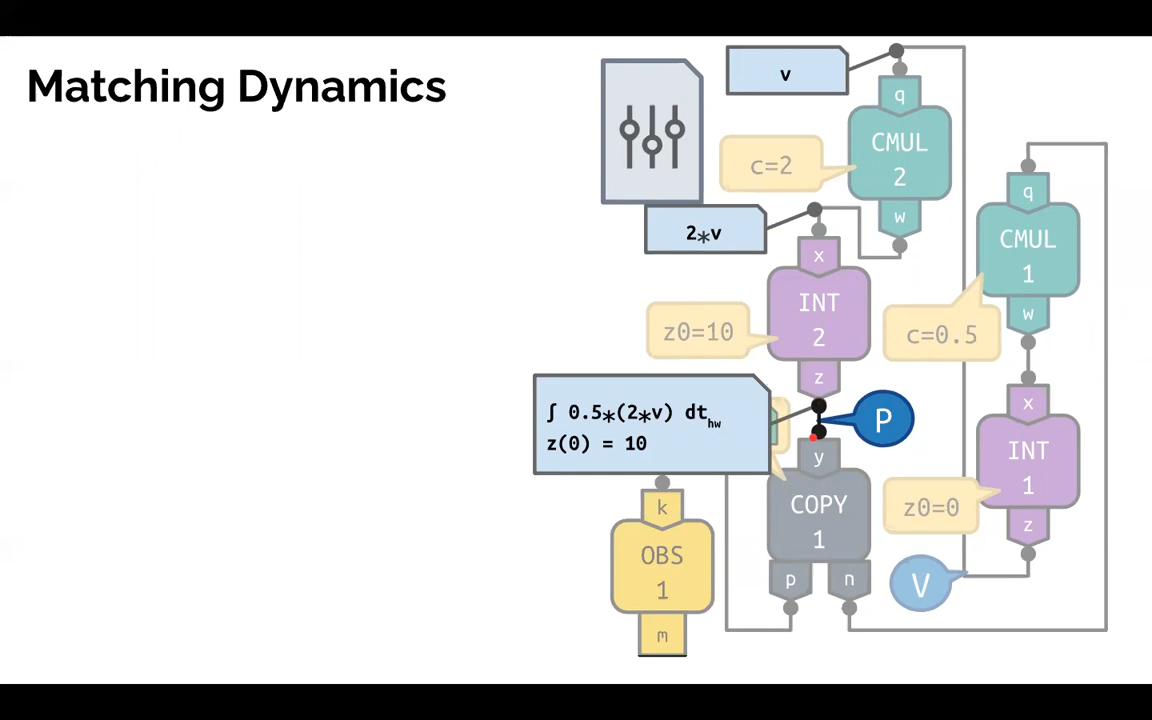 Matching Dynamics
v
q
CMUL
2
w
c=2
2*v
x
INT
2
z
z0=10
q
CMUL
1
w
c=0.5
∫ 0.5*(2*v) dt_hw
z(0) = 10
P
y
COPY
1
p
n
x
INT
1
z
z0=0
V
k
OBS
1
m